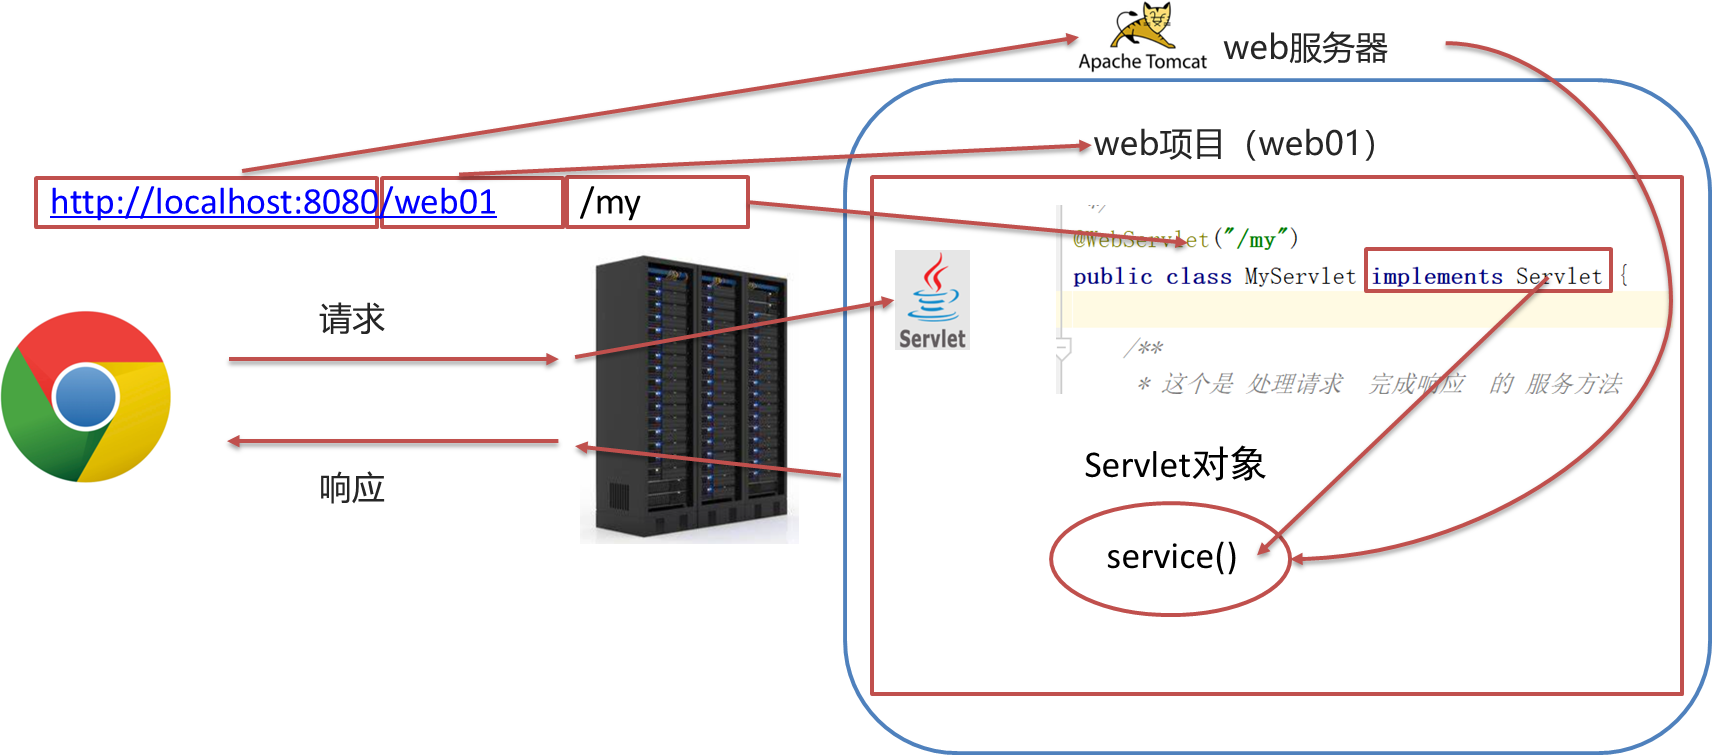 Apache Tomcat
web服务器
web项目（web01）
http://localhost:8080/web01
/my
*/
@WebServlet("/my")
public class MyServlet implements Servlet {
/**
* 这个是 处理请求 完成响应 的 服务方法
Servlet
请求
响应
Servlet对象
service()